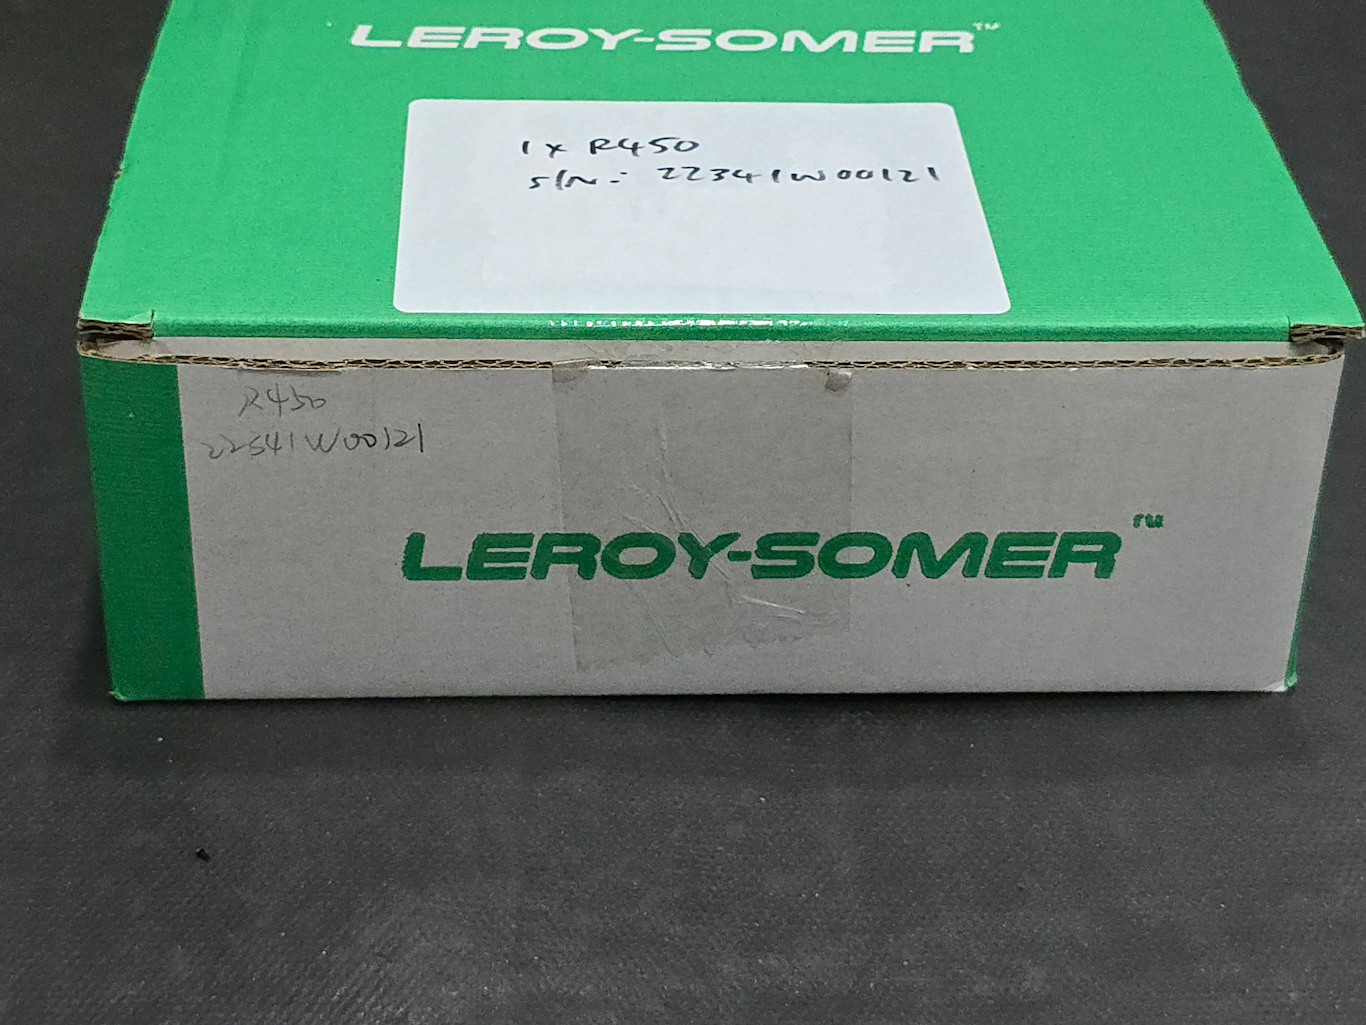 LEROY-SOMER™
1x R450
S/N: 22341W00121
R450
22341W00121
LEROY-SOMER™